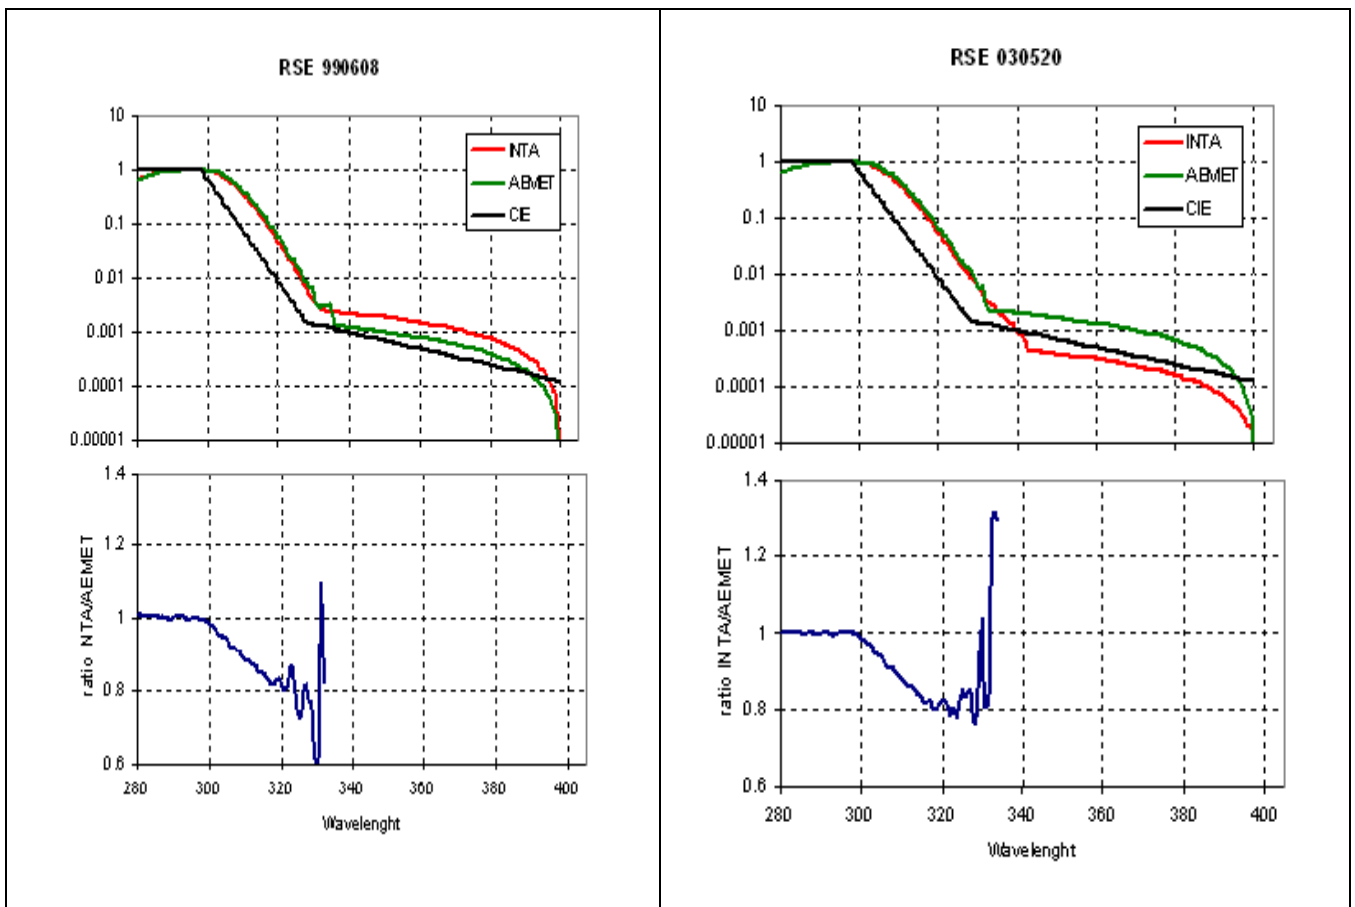 RSE 990608
10
1
0.1
0.01
0.001
0.0001
0.00001
INTA
AEMET
CIE
1.4
1.2
1
0.8
0.6
ratio INTA/AEMET
280 300 320 340 360 380 400
Wavelenght
RSE 030520
10
1
0.1
0.01
0.001
0.0001
0.00001
INTA
AEMET
CIE
1.4
1.2
1
0.8
0.6
ratio INTA/AEMET
280 300 320 340 360 380 400
Wavelenght